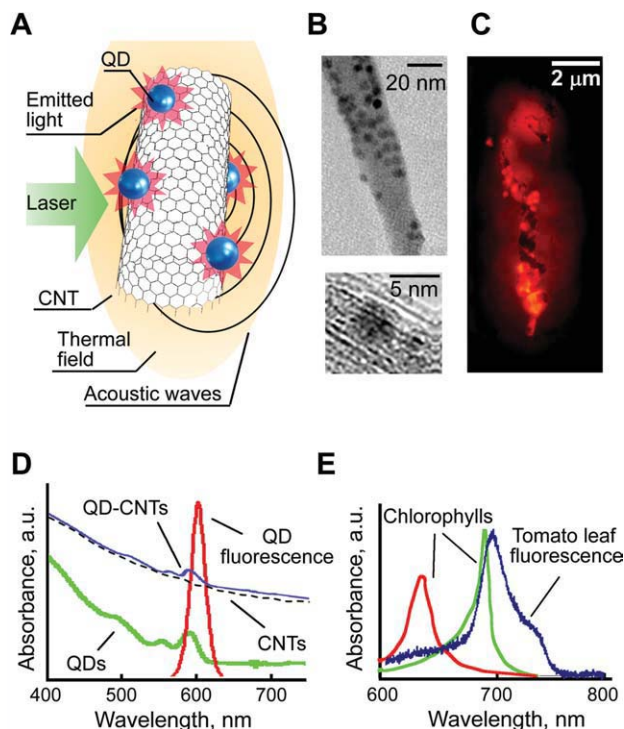 A
QD
Emitted
light
Laser
CNT
Thermal
field
Acoustic waves
B
20 nm
5 nm
C
2 μm
D
QD-CNTs
QD
fluorescence
CNTs
QDs
Absorbance, a.u.
400 500 600 700
Wavelength, nm
E
Chlorophylls
Tomato leaf
fluorescence
Absorbance, a.u.
600 700 800
Wavelength, nm